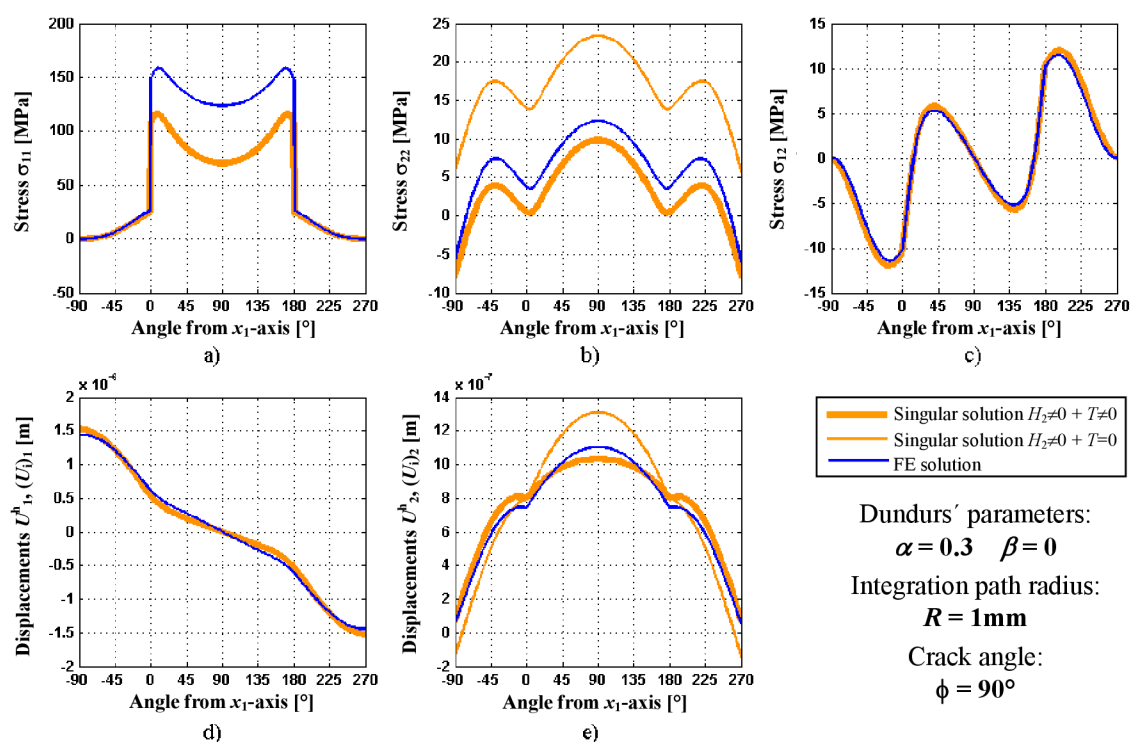 Stress σ11 [MPa]
200
150
100
50
0
-50
-90 -45 0 45 90 135 180 225 270
Angle from x1-axis [°]
a)
Stress σ22 [MPa]
25
20
15
10
5
0
-5
-10
-90 -45 0 45 90 135 180 225 270
Angle from x1-axis [°]
b)
Stress σ12 [MPa]
15
10
5
0
-5
-10
-15
-90 -45 0 45 90 135 180 225 270
Angle from x1-axis [°]
c)
Displacements Uh1, (Ui)1 [m]
x 10-6
2
1.5
1
0.5
0
-0.5
-1
-1.5
-2
-90 -45 0 45 90 135 180 225 270
Angle from x1-axis [°]
d)
Displacements Uh2, (Ui)2 [m]
x 10-7
14
12
10
8
6
4
2
0
-2
-90 -45 0 45 90 135 180 225 270
Angle from x1-axis [°]
e)
Singular solution H2≠0 + T≠0
Singular solution H2≠0 + T=0
FE solution
Dundurs´ parameters:
α = 0.3 β = 0
Integration path radius:
R = 1mm
Crack angle:
ϕ = 90°